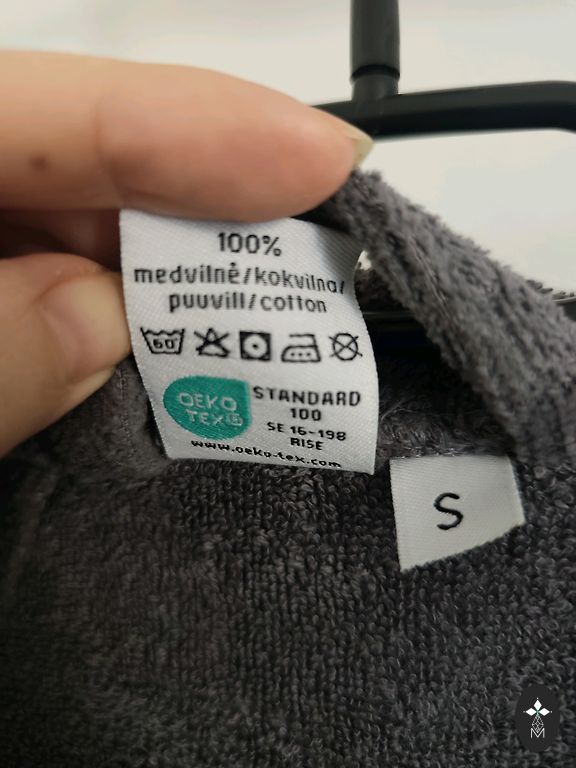 100%
medvilnė/kokvilna/
puuvill/cotton
60
OEKO
TEX®
STANDARD
100
SE 16-198
RISE
www.oeko-tex.com
S
M